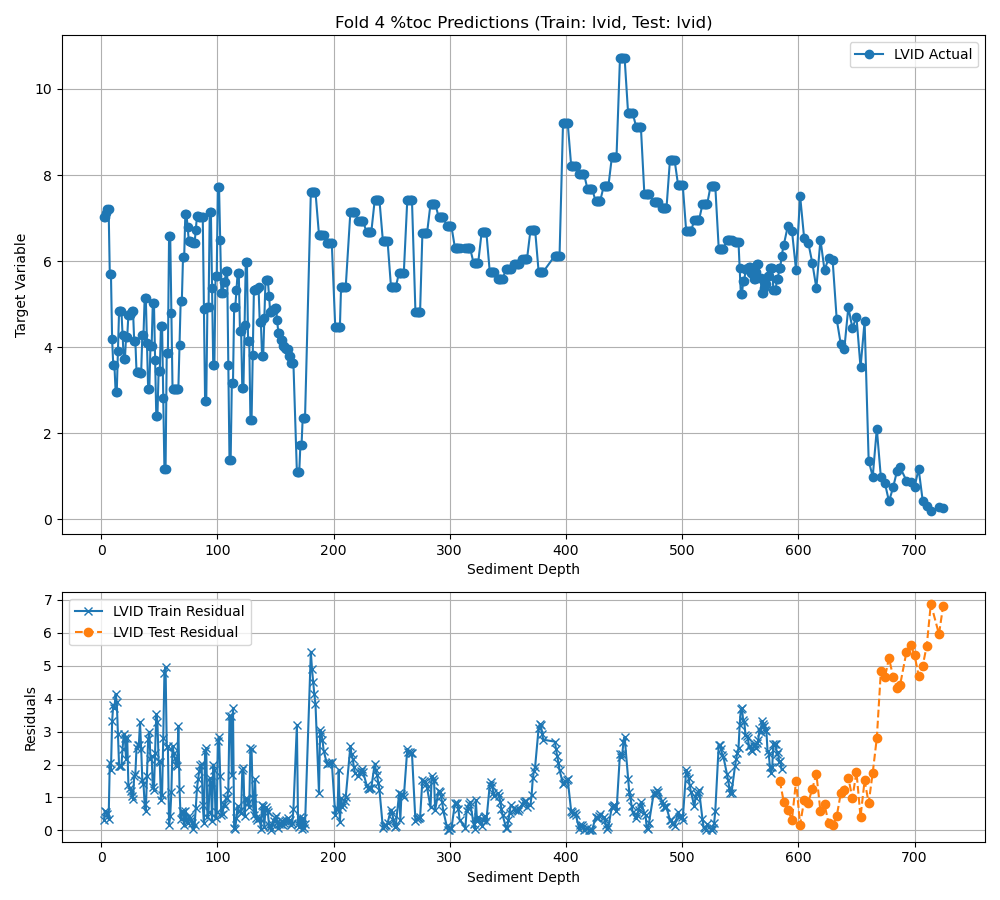 Fold 4 %toc Predictions (Train: lvid, Test: lvid)
LVID Actual
Target Variable
10
8
6
4
2
0
0 100 200 300 400 500 600 700
Sediment Depth
LVID Train Residual
LVID Test Residual
Residuals
7
6
5
4
3
2
1
0
0 100 200 300 400 500 600 700
Sediment Depth